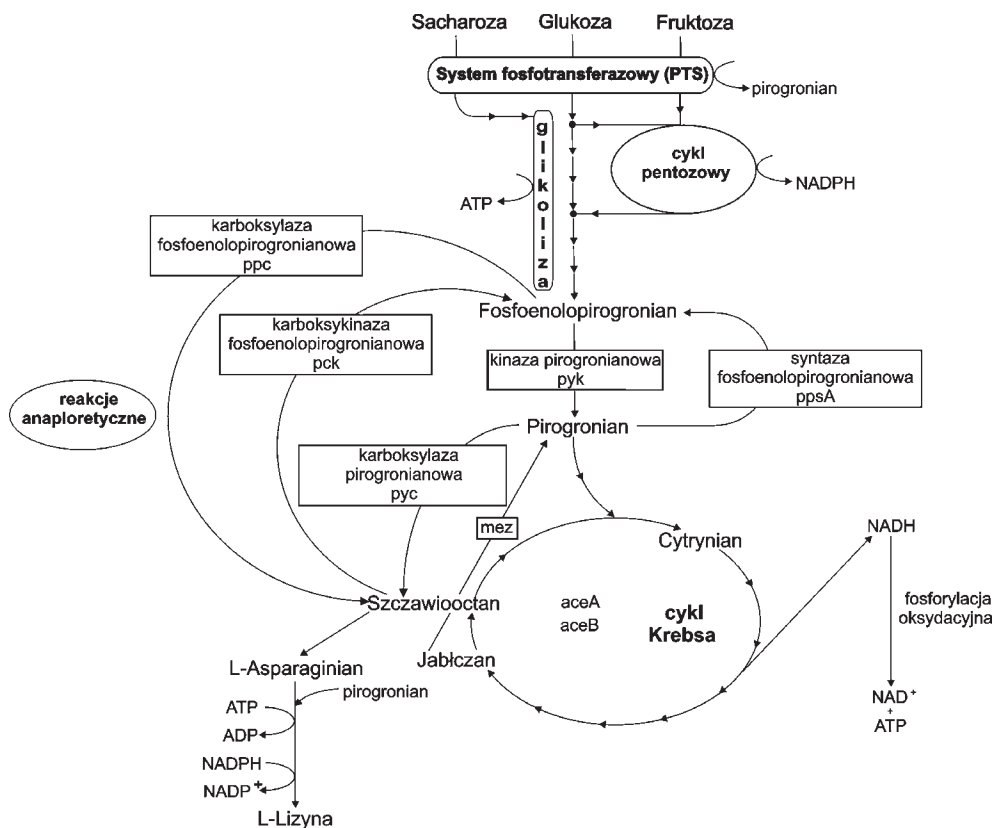 Sacharoza
Glukoza
Fruktoza
System fosfotransferazowy (PTS)
pirogronian
glikoliza
cykl
pentozowy
NADPH
ATP
karboksylaza
fosfoenolopirogronianowa
ppc
Fosfoenolopirogronian
karboksykinaza
fosfoenolopirogronianowa
pck
kinaza pirogronianowa
pyk
syntaza
fosfoenolopirogronianowa
ppsA
reakcje
anaploretyczne
Pirogronian
karboksylaza
pirogronianowa
pyc
mez
Cytrynian
NADH
Szczawiooctan
aceA
aceB
cykl
Krebsa
fosforylacja
oksydacyjna
Jabłczan
L-Asparaginian
pirogronian
ATP
ADP
NADPH
NADP+
L-Lizyna
NAD+
+
ATP